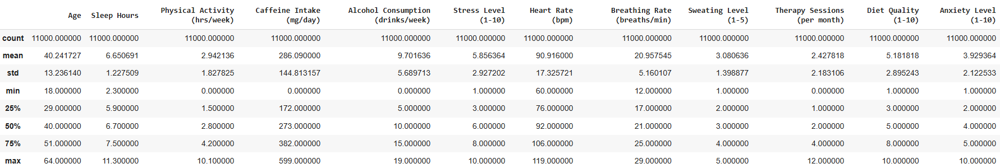 Age Sleep Hours Physical Activity (hrs/week) Caffeine Intake (mg/day) Alcohol Consumption (drinks/week) Stress Level (1-10) Heart Rate (bpm) Breathing Rate (breaths/min) Sweating Level (1-5) Therapy Sessions (per month) Diet Quality (1-10) Anxiety Level (1-10)
count 11000.000000 11000.000000 11000.000000 11000.000000 11000.000000 11000.000000 11000.000000 11000.000000 11000.000000 11000.000000 11000.000000 11000.000000
mean 40.241727 6.650691 2.942136 286.090000 9.701636 5.856364 90.916000 20.957545 3.080636 2.427818 5.181818 3.929364
std 13.236140 1.227509 1.827825 144.813157 5.689713 2.927202 17.325721 5.160107 1.398877 2.183106 2.895243 2.122533
min 18.000000 2.300000 0.000000 0.000000 0.000000 1.000000 60.000000 12.000000 1.000000 0.000000 1.000000 1.000000
25% 29.000000 5.900000 1.500000 172.000000 5.000000 3.000000 76.000000 17.000000 2.000000 1.000000 3.000000 2.000000
50% 40.000000 6.700000 2.800000 273.000000 10.000000 6.000000 92.000000 21.000000 3.000000 2.000000 5.000000 4.000000
75% 51.000000 7.500000 4.200000 382.000000 15.000000 8.000000 106.000000 25.000000 4.000000 4.000000 8.000000 5.000000
max 64.000000 11.300000 10.100000 599.000000 19.000000 10.000000 119.000000 29.000000 5.000000 12.000000 10.000000 10.000000